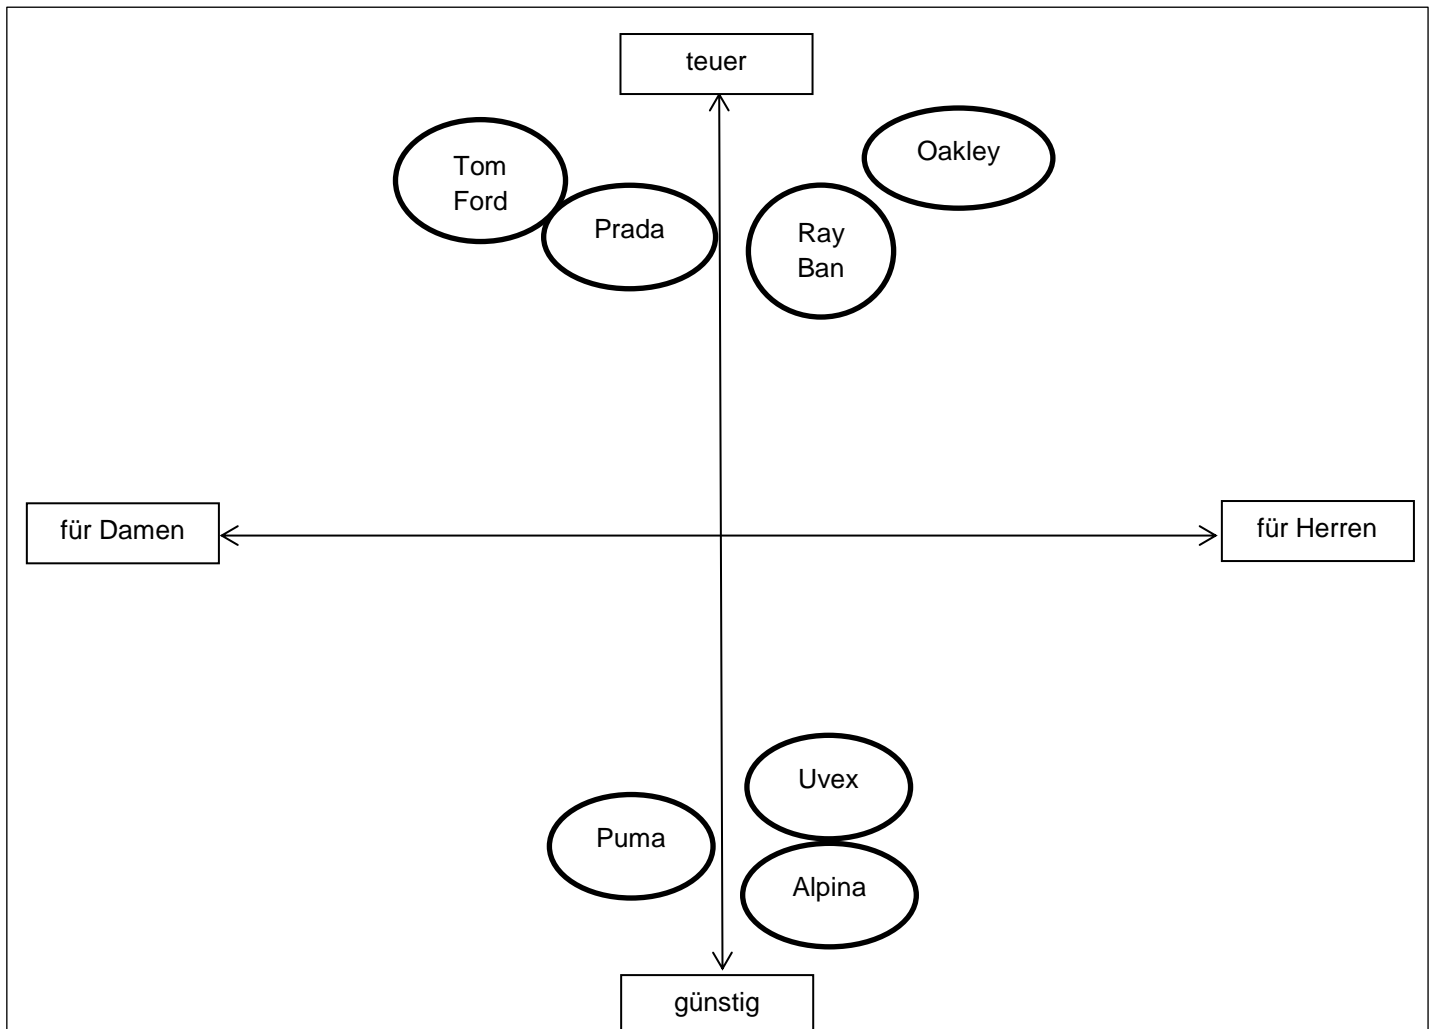 teuer
Oakley
Tom
Ford
Prada
Ray
Ban
für Damen
für Herren
Uvex
Puma
Alpina
günstig